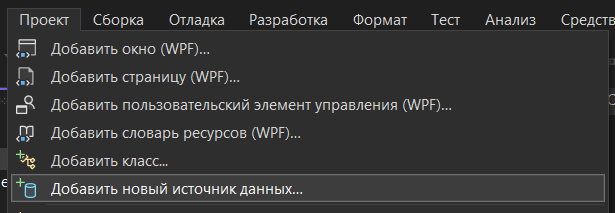 Проект Сборка Отладка Разработка Формат Тест Анализ Средств
Добавить окно (WPF)...
Добавить страницу (WPF)...
Добавить пользовательский элемент управления (WPF)...
Добавить словарь ресурсов (WPF)...
Добавить класс...
Добавить новый источник данных...